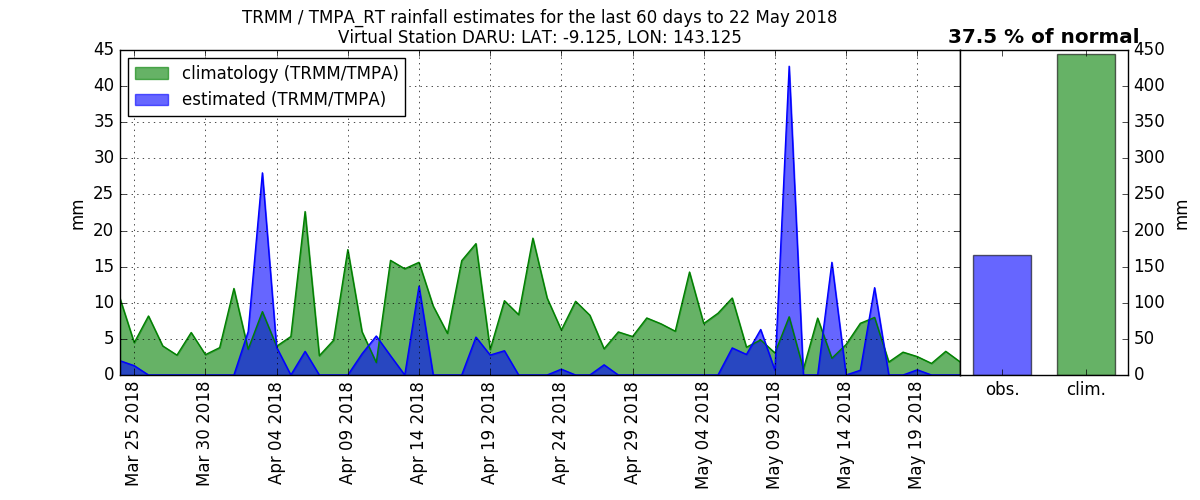 TRMM / TMPA_RT rainfall estimates for the last 60 days to 22 May 2018
Virtual Station DARU: LAT: -9.125, LON: 143.125
37.5 % of normal
climatology (TRMM/TMPA)
estimated (TRMM/TMPA)
45
40
35
30
25
20
15
10
5
0
mm
Mar 25 2018
Mar 30 2018
Apr 04 2018
Apr 09 2018
Apr 14 2018
Apr 19 2018
Apr 24 2018
Apr 29 2018
May 04 2018
May 09 2018
May 14 2018
May 19 2018
obs.
clim.
450
400
350
300
250
200
150
100
50
0
mm